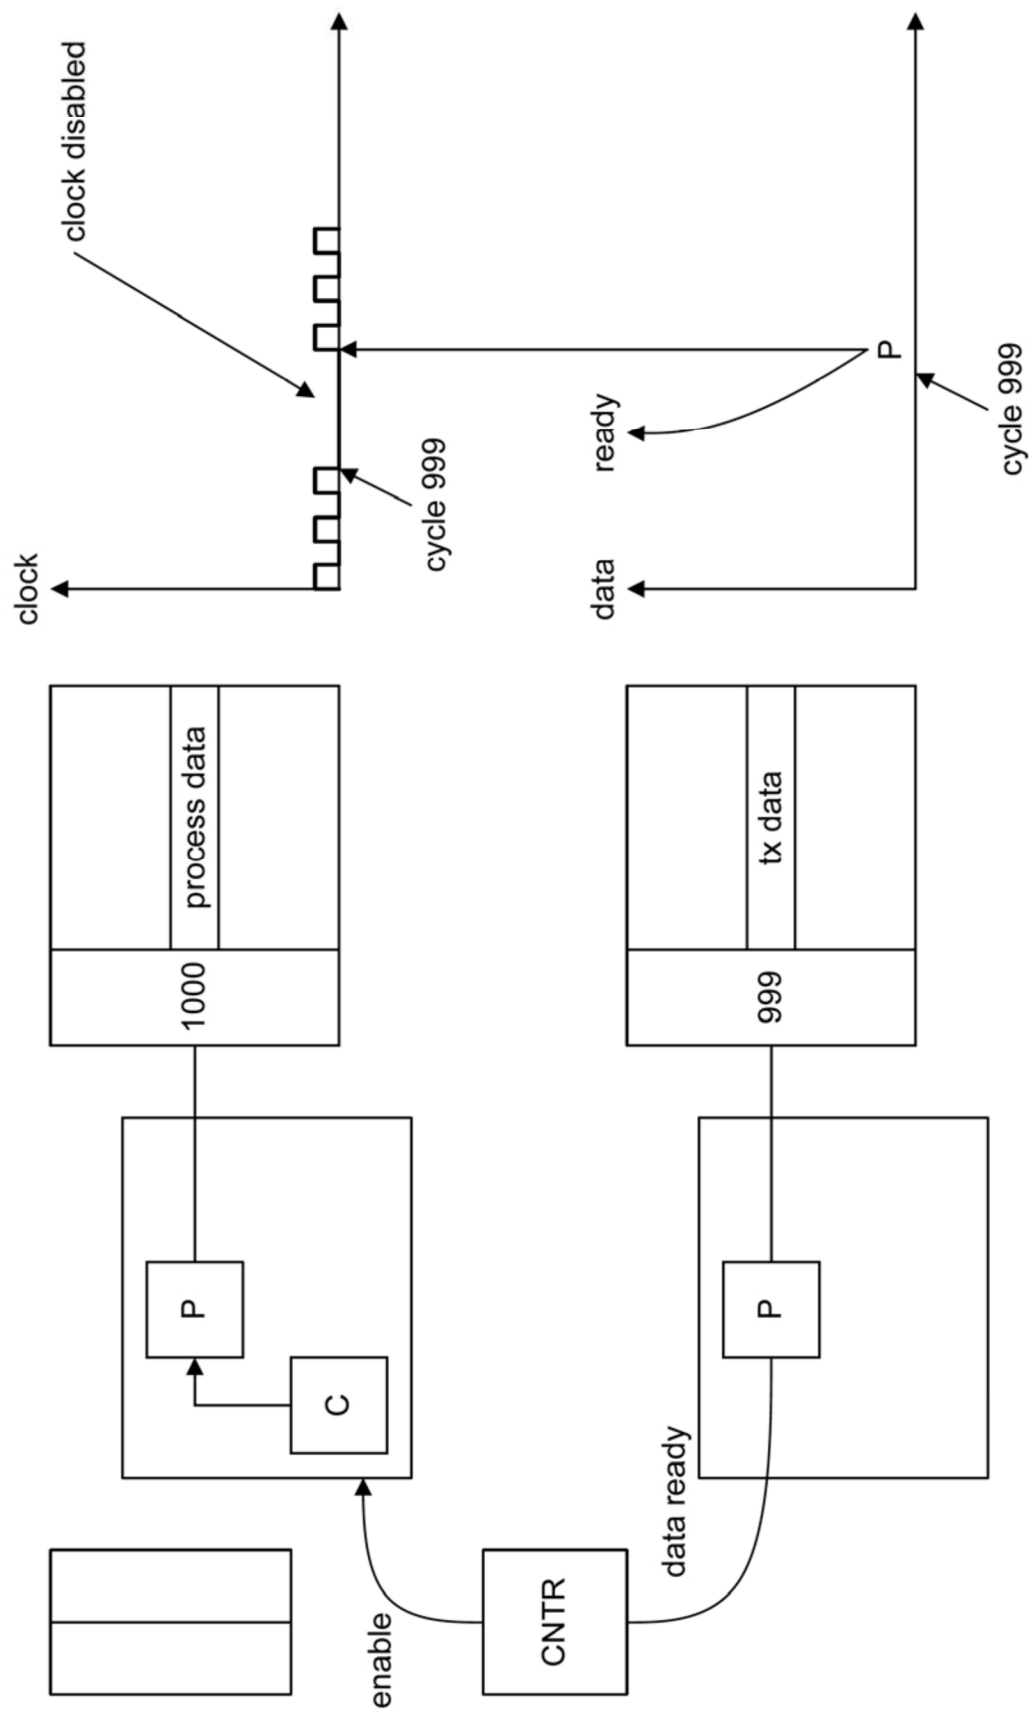 clock
clock disabled
cycle 999
data
ready
P
cycle 999
1000
process data
999
tx data
P
C
P
enable
CNTR
data ready